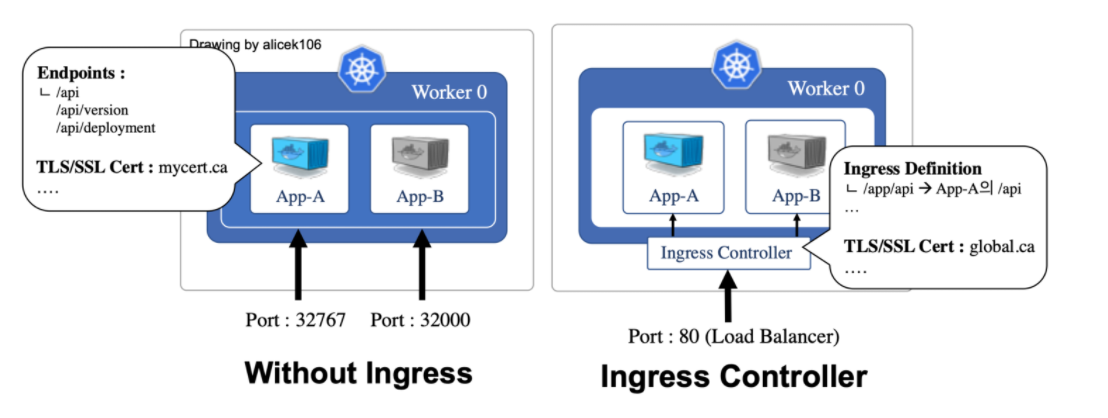 Drawing by alicek106
Endpoints :
ㄴ /api
/api/version
/api/deployment
TLS/SSL Cert : mycert.ca
....
Worker 0
App-A
App-B
Port : 32767
Port : 32000
Without Ingress
Worker 0
App-A
App-B
Ingress Definition
ㄴ /app/api → App-A의 /api
...
TLS/SSL Cert : global.ca
....
Ingress Controller
Port : 80 (Load Balancer)
Ingress Controller